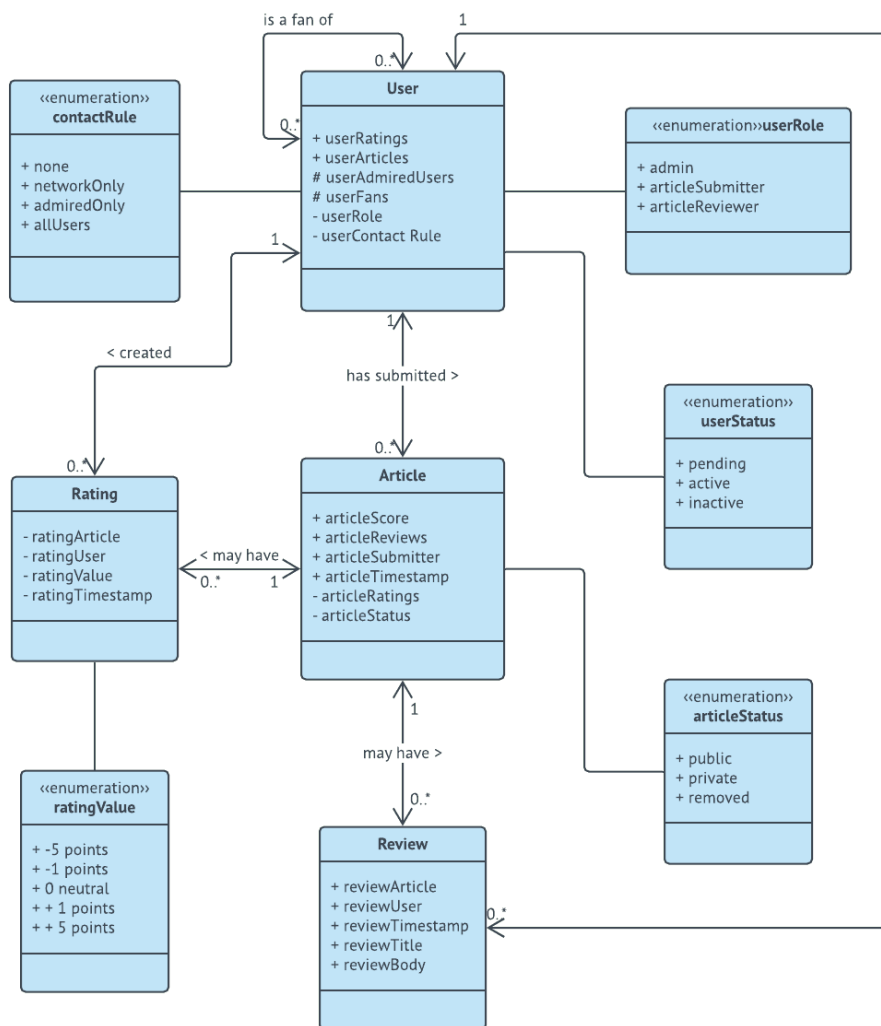 is a fan of
1
0..*
User
0..*
+ userRatings
+ userArticles
# userAdmiredUsers
# userFans
- userRole
- userContact Rule
‹‹enumeration››
contactRule
+ none
+ networkOnly
+ admiredOnly
+ allUsers
‹‹enumeration››userRole
+ admin
+ articleSubmitter
+ articleReviewer
1
1
< created
has submitted >
‹‹enumeration››
userStatus
+ pending
+ active
+ inactive
0..*
0..*
Rating
- ratingArticle
- ratingUser
- ratingValue
- ratingTimestamp
Article
+ articleScore
+ articleReviews
+ articleSubmitter
+ articleTimestamp
- articleRatings
- articleStatus
< may have
0..*
1
1
may have >
0..*
‹‹enumeration››
articleStatus
+ public
+ private
+ removed
‹‹enumeration››
ratingValue
+ -5 points
+ -1 points
+ 0 neutral
+ + 1 points
+ + 5 points
Review
+ reviewArticle
+ reviewUser
+ reviewTimestamp
+ reviewTitle
+ reviewBody
0..*